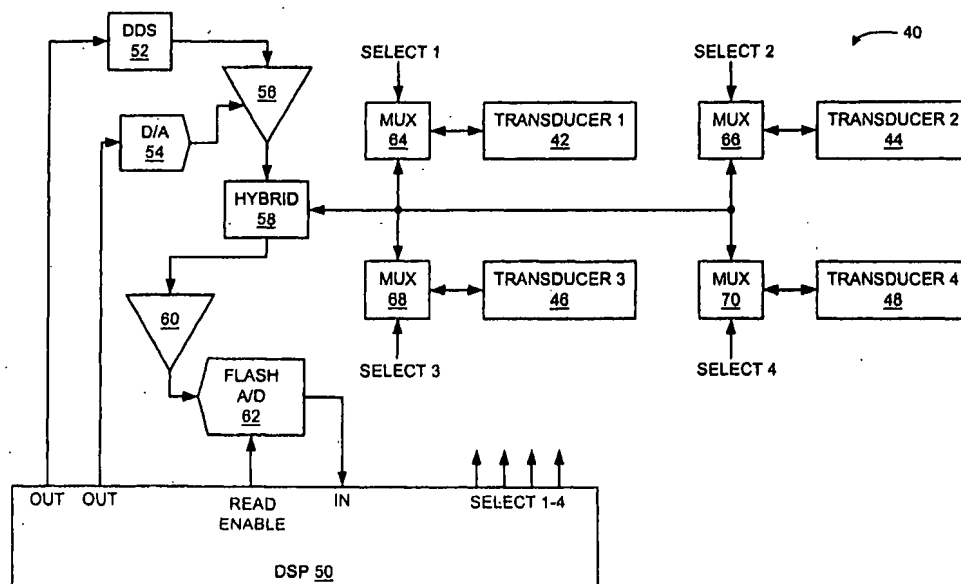 DDS
52
40
SELECT 1
SELECT 2
56
D/A
54
MUX
64
TRANSDUCER 1
42
MUX
66
TRANSDUCER 2
44
HYBRID
58
MUX
68
TRANSDUCER 3
46
MUX
70
TRANSDUCER 4
48
60
SELECT 3
SELECT 4
FLASH
A/D
62
OUT OUT
READ
ENABLE
IN
SELECT 1-4
DSP 50